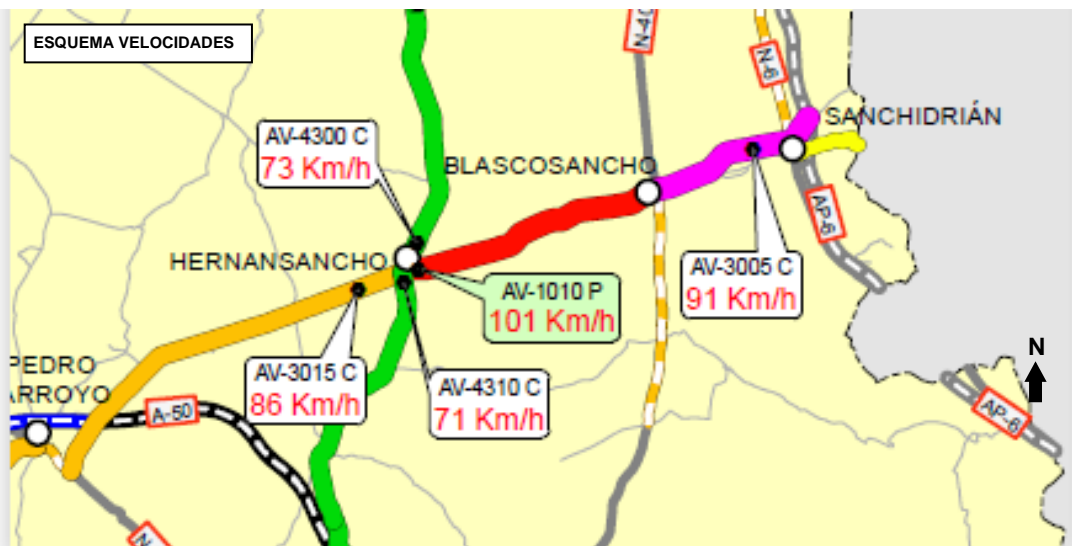 ESQUEMA VELOCIDADES
N-6
SANCHIDRIÁN
AV-4300 C
73 Km/h
BLASCOSANCHO
AP-6
HERNANSANCHO
AV-1010 P
101 Km/h
AV-3005 C
91 Km/h
N
PEDRO
ARROYO
AV-3015 C
86 Km/h
AV-4310 C
71 Km/h
A-50
AP-6